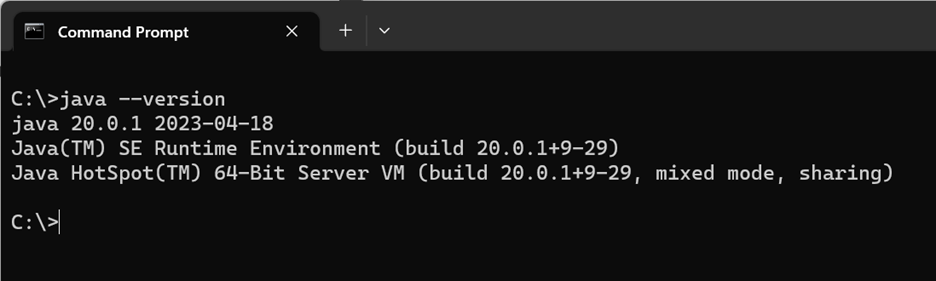 Command Prompt
C:\>java --version
java 20.0.1 2023-04-18
Java(TM) SE Runtime Environment (build 20.0.1+9-29)
Java HotSpot(TM) 64-Bit Server VM (build 20.0.1+9-29, mixed mode, sharing)
C:\>